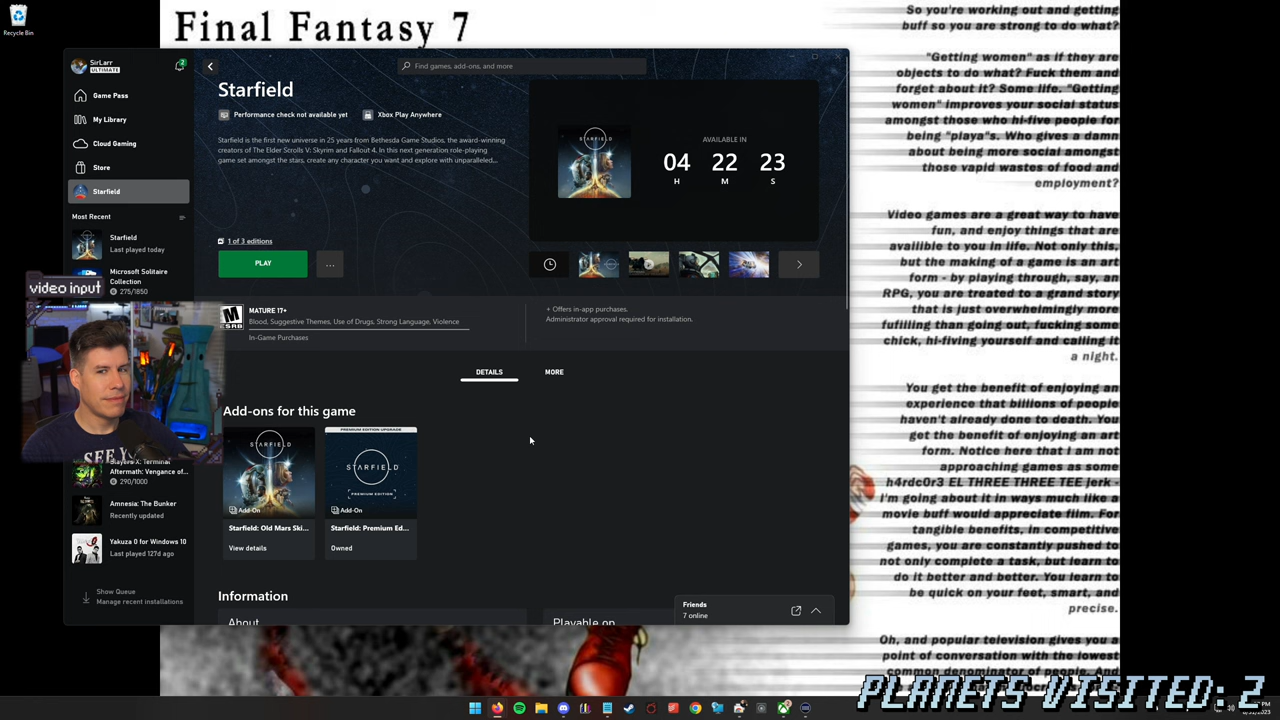 Recycle Bin
Final Fantasy 7
So you're working out and getting
buff so you are strong to do what?
"Getting women" as if they are
objects to do what? Fuck them and
forget about it? Some life. "Getting
women" improves your social status
amongst those who hi-five people for
being "playa"s. Who gives a damn
about being more social amongst
those vapid wastes of food and
employment?
Video games are a great way to have
fun, and enjoy things that are
availible to you in life. Not only this,
but the making of a game is an art
form - by playing through, say, an
RPG, you are treated to a grand story
that is just overwhelmingly more
fufilling than going out, fucking some
chick, hi-fiving yourself and calling it
a night.
You get the benefit of enjoying an
experience that billions of people
haven't already done to death. You
get the benefit of enjoying an art
form. Notice here that I am not
approaching games as some
h4rdc0r3 EL THREE THREE TEE jerk -
I'm going about it in ways much like a
movie buff would appreciate film. For
tangible benefits, in competitive
games, you are constantly pushed to
not only complete a task, but learn to
do it better and better. You learn to
be quick on your feet, smart, and
precise.
Oh, and popular television gives you a
point of conversation with the lowest
common denominator of people. And
SirLarr
ULTIMATE
2
Find games, add-ons, and more
Game Pass
My Library
Cloud Gaming
Store
Starfield
Most Recent
Starfield
Last played today
Microsoft Solitaire
Collection
275/1850
video input
SEEX
Slayers X: Terminal
Aftermath: Vengance of...
290/1000
Amnesia: The Bunker
Recently updated
Yakuza 0 for Windows 10
Last played 127d ago
Show Queue
Manage recent installations
Starfield
Performance check not available yet
Xbox Play Anywhere
Starfield is the first new universe in 25 years from Bethesda Game Studios, the award-winning
creators of The Elder Scrolls V: Skyrim and Fallout 4. In this next generation role-playing
game set amongst the stars, create any character you want and explore with unparalleled,...
1 of 3 editions
PLAY
...
STARFIELD
AVAILABLE IN
04 22 23
H M S
M
ESRB
MATURE 17+
Blood, Suggestive Themes, Use of Drugs, Strong Language, Violence
In-Game Purchases
+ Offers in-app purchases.
Administrator approval required for installation.
DETAILS
MORE
Add-ons for this game
STARFIELD
Add-On
Starfield: Old Mars Ski...
View details
PREMIUM EDITION UPGRADE
STARFIELD
PREMIUM EDITION
Add-On
Starfield: Premium Ed...
Owned
Information
About
Playable on
Friends
7 online
PLANETS VISITED: 2